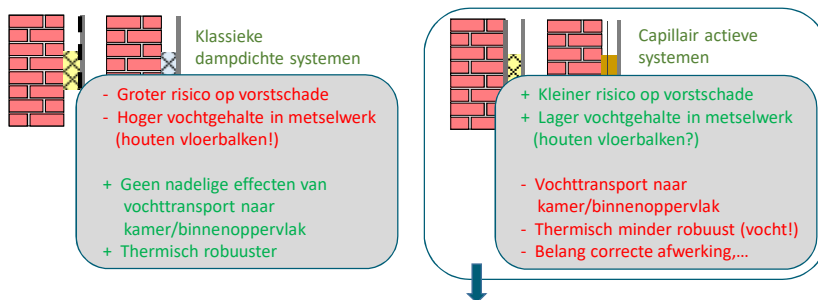 Klassieke
dampdichte systemen
- Groter risico op vorstschade
- Hoger vochtgehalte in metselwerk
(houten vloerbalken!)
+ Geen nadelige effecten van
vochttransport naar
kamer/binnenoppervlak
+ Thermisch robuuster
Capillair actieve
systemen
+ Kleiner risico op vorstschade
+ Lager vochtgehalte in metselwerk
(houten vloerbalken?)
- Vochttransport naar
kamer/binnenoppervlak
- Thermisch minder robuust (vocht!)
- Belang correcte afwerking,...